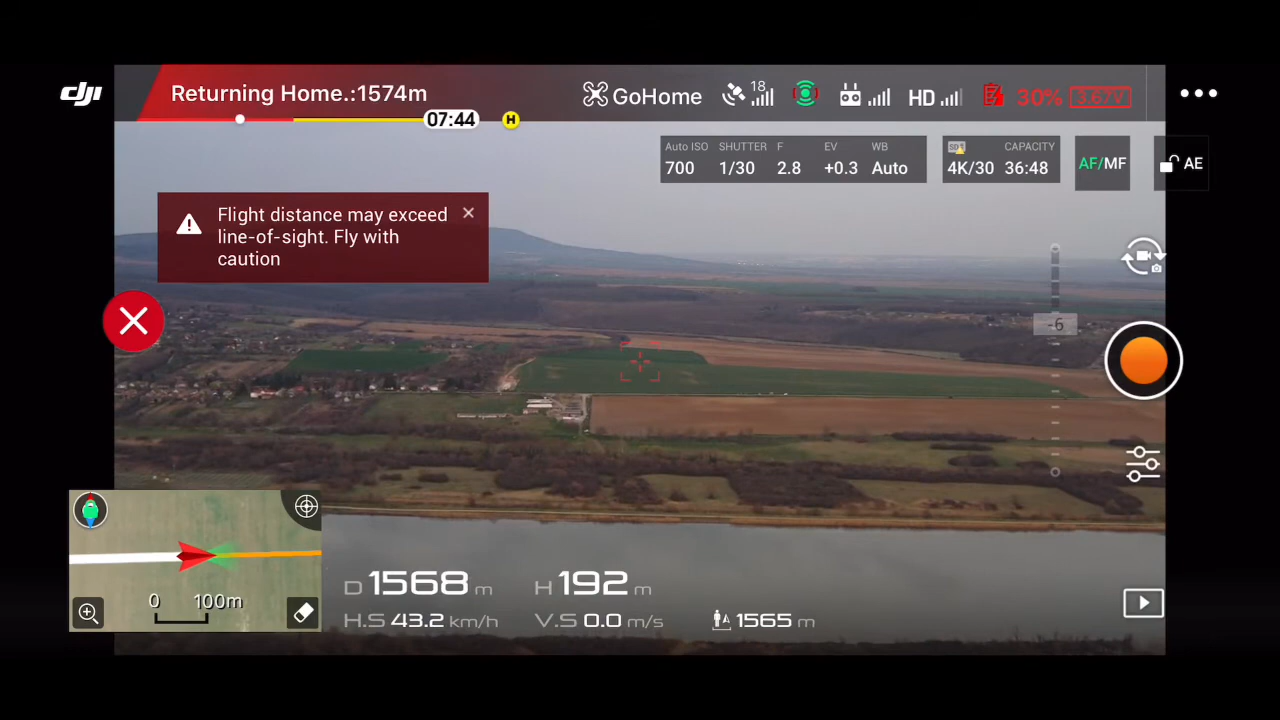 dji
Returning Home.:1574m
GoHome
18
HD
30%
3.67V
07:44
H
Auto ISO
700
SHUTTER
1/30
F
2.8
EV
+0.3
WB
Auto
4K/30
CAPACITY
36:48
AF/MF
AE
Flight distance may exceed
line-of-sight. Fly with
caution
-6
0 100m
D 1568 m
H 192 m
H.S 43.2 km/h
V.S 0.0 m/s
1565 m